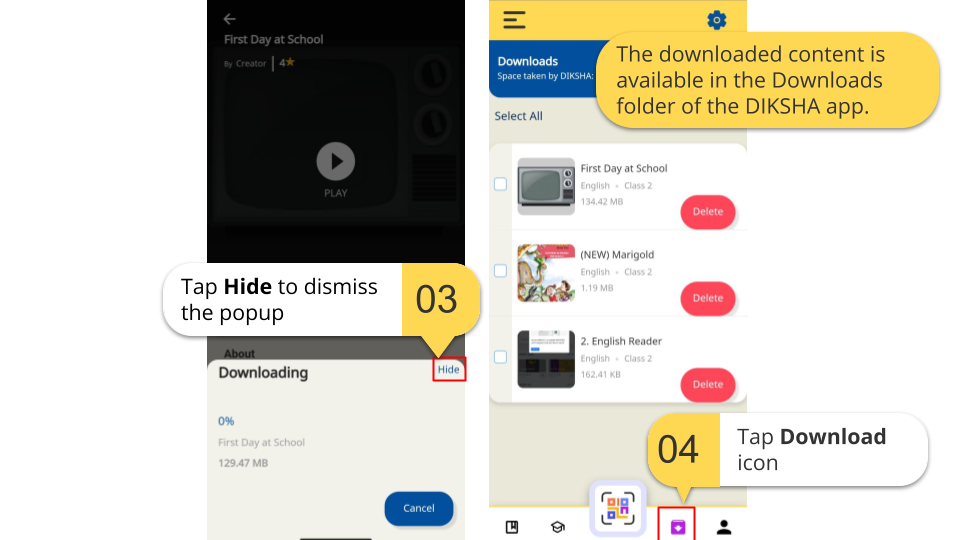 First Day at School
By Creator | 4★
PLAY
Tap Hide to dismiss
the popup
03
About
Downloading
Hide
0%
First Day at School
129.47 MB
Cancel
Downloads
Space taken by DIKSHA:
The downloaded content is
available in the Downloads
folder of the DIKSHA app.
Select All
First Day at School
English • Class 2
134.42 MB
Delete
(NEW) Marigold
English • Class 2
1.19 MB
Delete
2. English Reader
English • Class 2
162.41 KB
Delete
04
Tap Download
icon